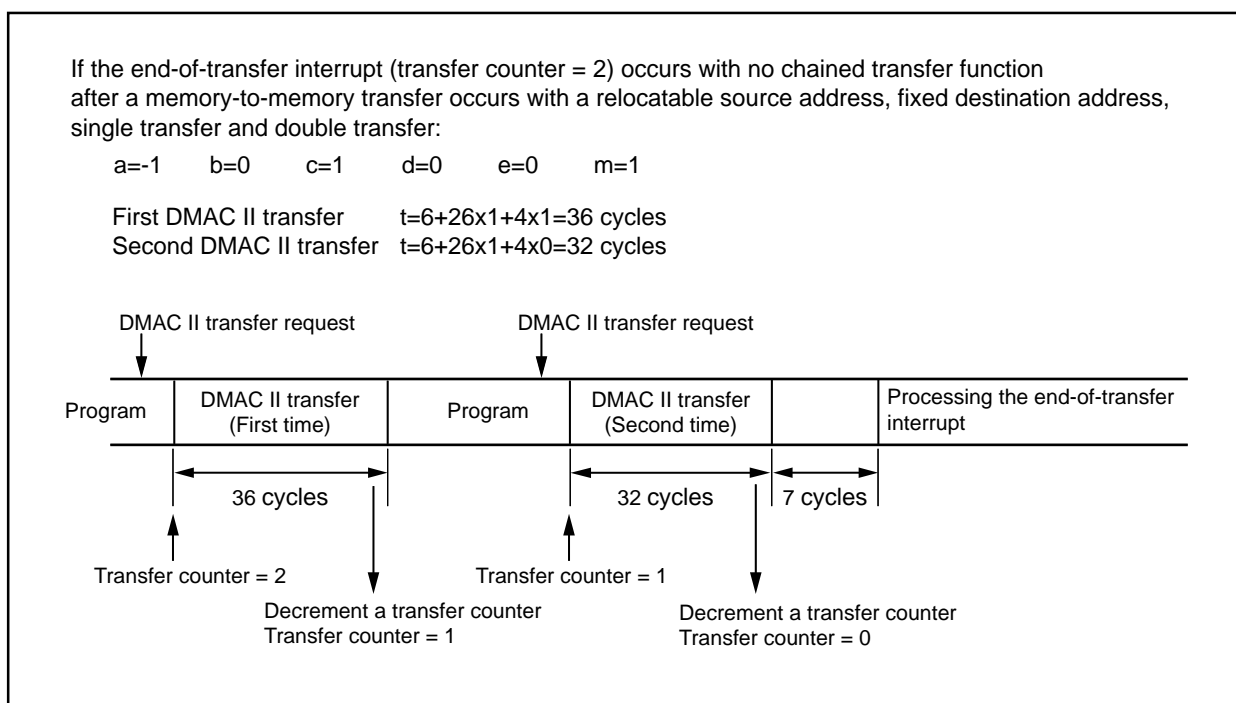 If the end-of-transfer interrupt (transfer counter = 2) occurs with no chained transfer function
after a memory-to-memory transfer occurs with a relocatable source address, fixed destination address,
single transfer and double transfer:
a=-1 b=0 c=1 d=0 e=0 m=1
First DMAC II transfer t=6+26x1+4x1=36 cycles
Second DMAC II transfer t=6+26x1+4x0=32 cycles
DMAC II transfer request DMAC II transfer request
Program
DMAC II transfer
(First time)
Program
DMAC II transfer
(Second time)
Processing the end-of-transfer
interrupt
36 cycles 32 cycles 7 cycles
Transfer counter = 2 Transfer counter = 1
Decrement a transfer counter
Transfer counter = 1
Decrement a transfer counter
Transfer counter = 0